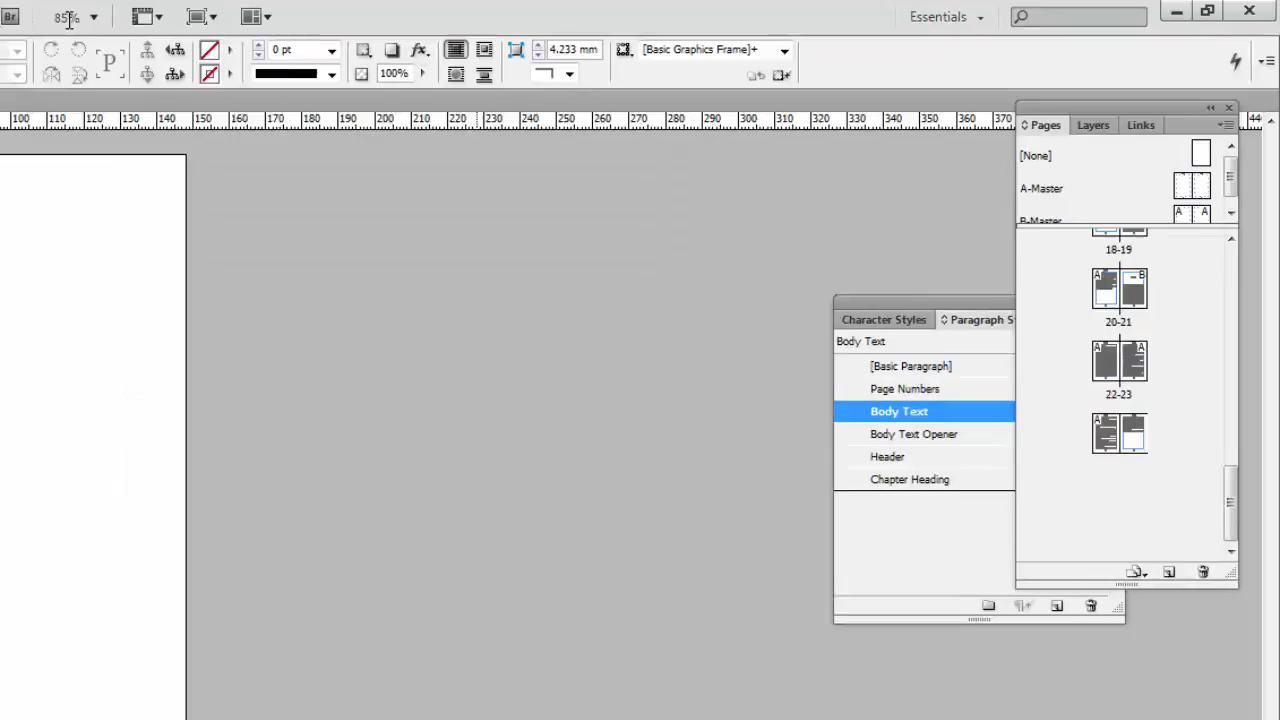 Br 85% Essentials
0 pt 4.233 mm [Basic Graphics Frame]+
P fx. 100%
100 110 120 130 140 150 160 170 180 190 200 210 220 230 240 250 260 270 280 290 300 310 320 330 340 350 360 370
Pages Layers Links
[None]
A-Master
B-Master
A A
18-19
A B
20-21
A A
22-23
A
Character Styles Paragraph S
Body Text
[Basic Paragraph]
Page Numbers
Body Text
Body Text Opener
Header
Chapter Heading